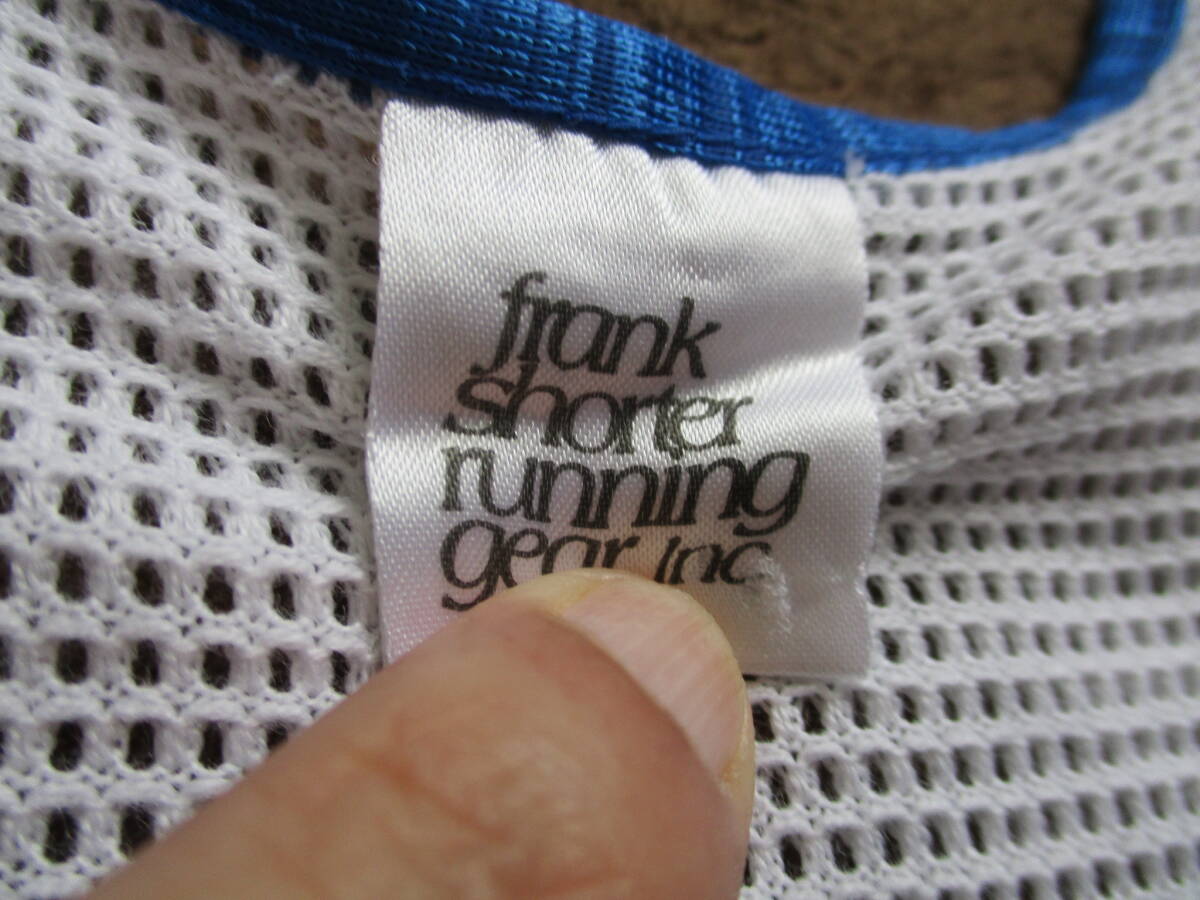 frank
shorter
running
gear inc